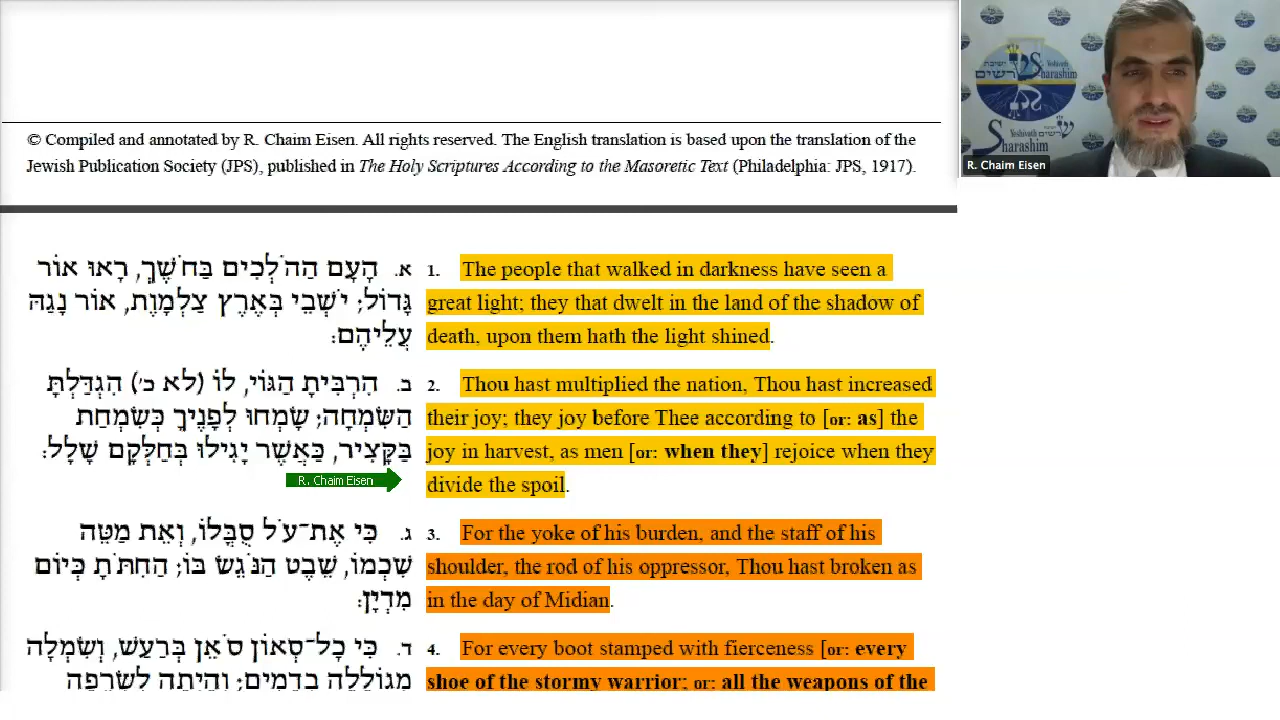 © Compiled and annotated by R. Chaim Eisen. All rights reserved. The English translation is based upon the translation of the
Jewish Publication Society (JPS), published in The Holy Scriptures According to the Masoretic Text (Philadelphia: JPS, 1917).
א. הָעָם הַהֹלְכִים בַּחֹשֶׁךְ, רָאוּ אוֹר
גָּדוֹל; יֹשְׁבֵי בְּאֶרֶץ צַלְמָוֶת, אוֹר נָגַהּ
עֲלֵיהֶם:
1. The people that walked in darkness have seen a
great light; they that dwelt in the land of the shadow of
death, upon them hath the light shined.
ב. הִרְבִּיתָ הַגּוֹי, לוֹ (לא כ׳) הִגְדַּלְתָּ
הַשִּׂמְחָה; שָׂמְחוּ לְפָנֶיךָ כְּשִׂמְחַת
בַּקָּצִיר, כַּאֲשֶׁר יָגִילוּ בְּחַלְּקָם שָׁלָל:
2. Thou hast multiplied the nation, Thou hast increased
their joy; they joy before Thee according to [or: as] the
joy in harvest, as men [or: when they] rejoice when they
divide the spoil.
R. Chaim Eisen
ג. כִּי אֶת־עֹל סֻבֳּלוֹ, וְאֵת מַטֵּה
שִׁכְמוֹ, שֵׁבֶט הַנֹּגֵשׂ בּוֹ; הַחִתֹּתָ כְּיוֹם
מִדְיָן:
3. For the yoke of his burden, and the staff of his
shoulder, the rod of his oppressor, Thou hast broken as
in the day of Midian.
ד. כִּי כָל־סְאוֹן סֹאֵן בְּרַעַשׁ, וְשִׂמְלָה
מְגוֹלָלָה בְדָמִים; וְהָיְתָה לִשְׂרֵפָה
4. For every boot stamped with fierceness [or: every
shoe of the stormy warrior; or: all the weapons of the
שרשים
Yeshivoth
Sharashim
Yeshivoth
Sharashim
R. Chaim Eisen